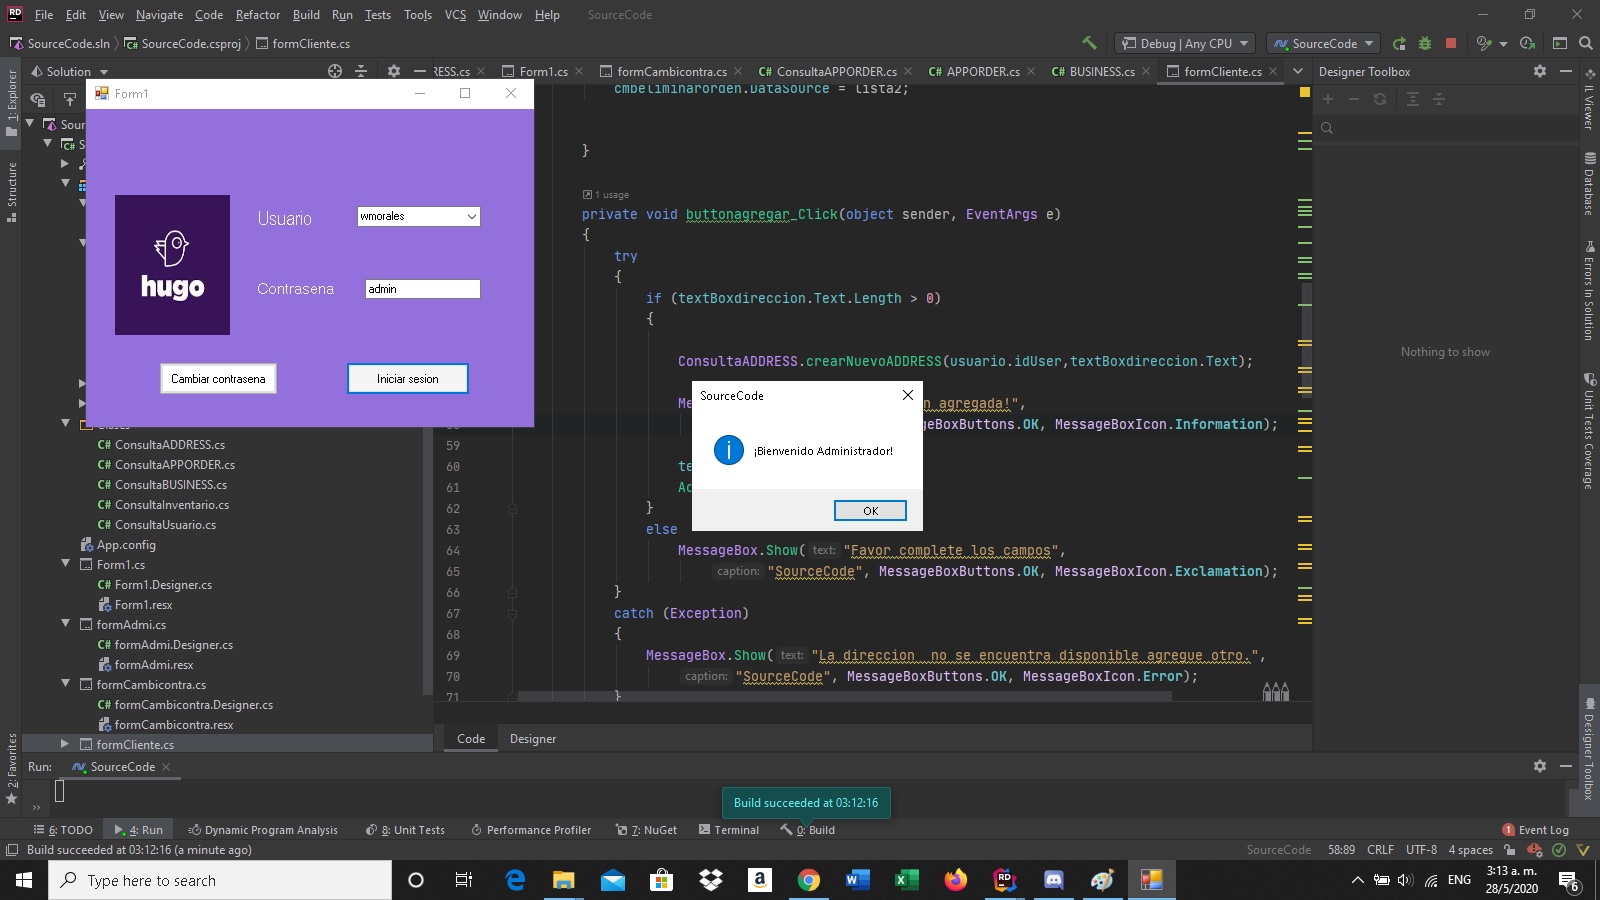 File Edit View Navigate Code Refactor Build Run Tests Tools VCS Window Help SourceCode
SourceCode.sln SourceCode.csproj formCliente.cs Debug | Any CPU SourceCode
Solution RESS.cs Form1.cs formCambicontra.cs ConsultaAPPORDER.cs APPORDER.cs BUSINESS.cs formCliente.cs Designer Toolbox
1: Explorer
Structure
2: Favorites
Form1
Usuario wmorales
hugo
Contrasena admin
Cambiar contrasena Iniciar sesion
Sour
ConsultaADDRESS.cs
ConsultaAPPORDER.cs
ConsultaBUSINESS.cs
ConsultaInventario.cs
ConsultaUsuario.cs
App.config
Form1.cs
Form1.Designer.cs
Form1.resx
formAdmi.cs
formAdmi.Designer.cs
formAdmi.resx
formCambicontra.cs
formCambicontra.Designer.cs
formCambicontra.resx
formCliente.cs
cmbeliminarorden.DataSource = lista2;
}
1 usage
private void buttonagregar_Click(object sender, EventArgs e)
{
try
{
if (textBoxdireccion.Text.Length > 0)
{
ConsultaADDRESS.crearNuevoADDRESS(usuario.idUser,textBoxdireccion.Text);
Me n agregada!",
ageBoxButtons.OK, MessageBoxIcon.Information);
59
60 te
61 Ac
62 }
63 else
64 MessageBox.Show( text: "Favor complete los campos",
65 caption: "SourceCode", MessageBoxButtons.OK, MessageBoxIcon.Exclamation);
66 }
67 catch (Exception)
68 {
69 MessageBox.Show( text: "La direccion  no se encuentra disponible agregue otro.",
70 caption: "SourceCode", MessageBoxButtons.OK, MessageBoxIcon.Error);
71 }
SourceCode
¡Bienvenido Administrador!
OK
Nothing to show
IL Viewer
Database
Errors In Solution
Unit Tests Coverage
Designer Toolbox
Code Designer
Run: SourceCode
Build succeeded at 03:12:16
6: TODO 4: Run Dynamic Program Analysis 8: Unit Tests Performance Profiler 7: NuGet Terminal 0: Build 1 Event Log
Build succeeded at 03:12:16 (a minute ago) SourceCode 58:89 CRLF UTF-8 4 spaces
Type here to search ENG 3:13 a. m.
28/5/2020 6